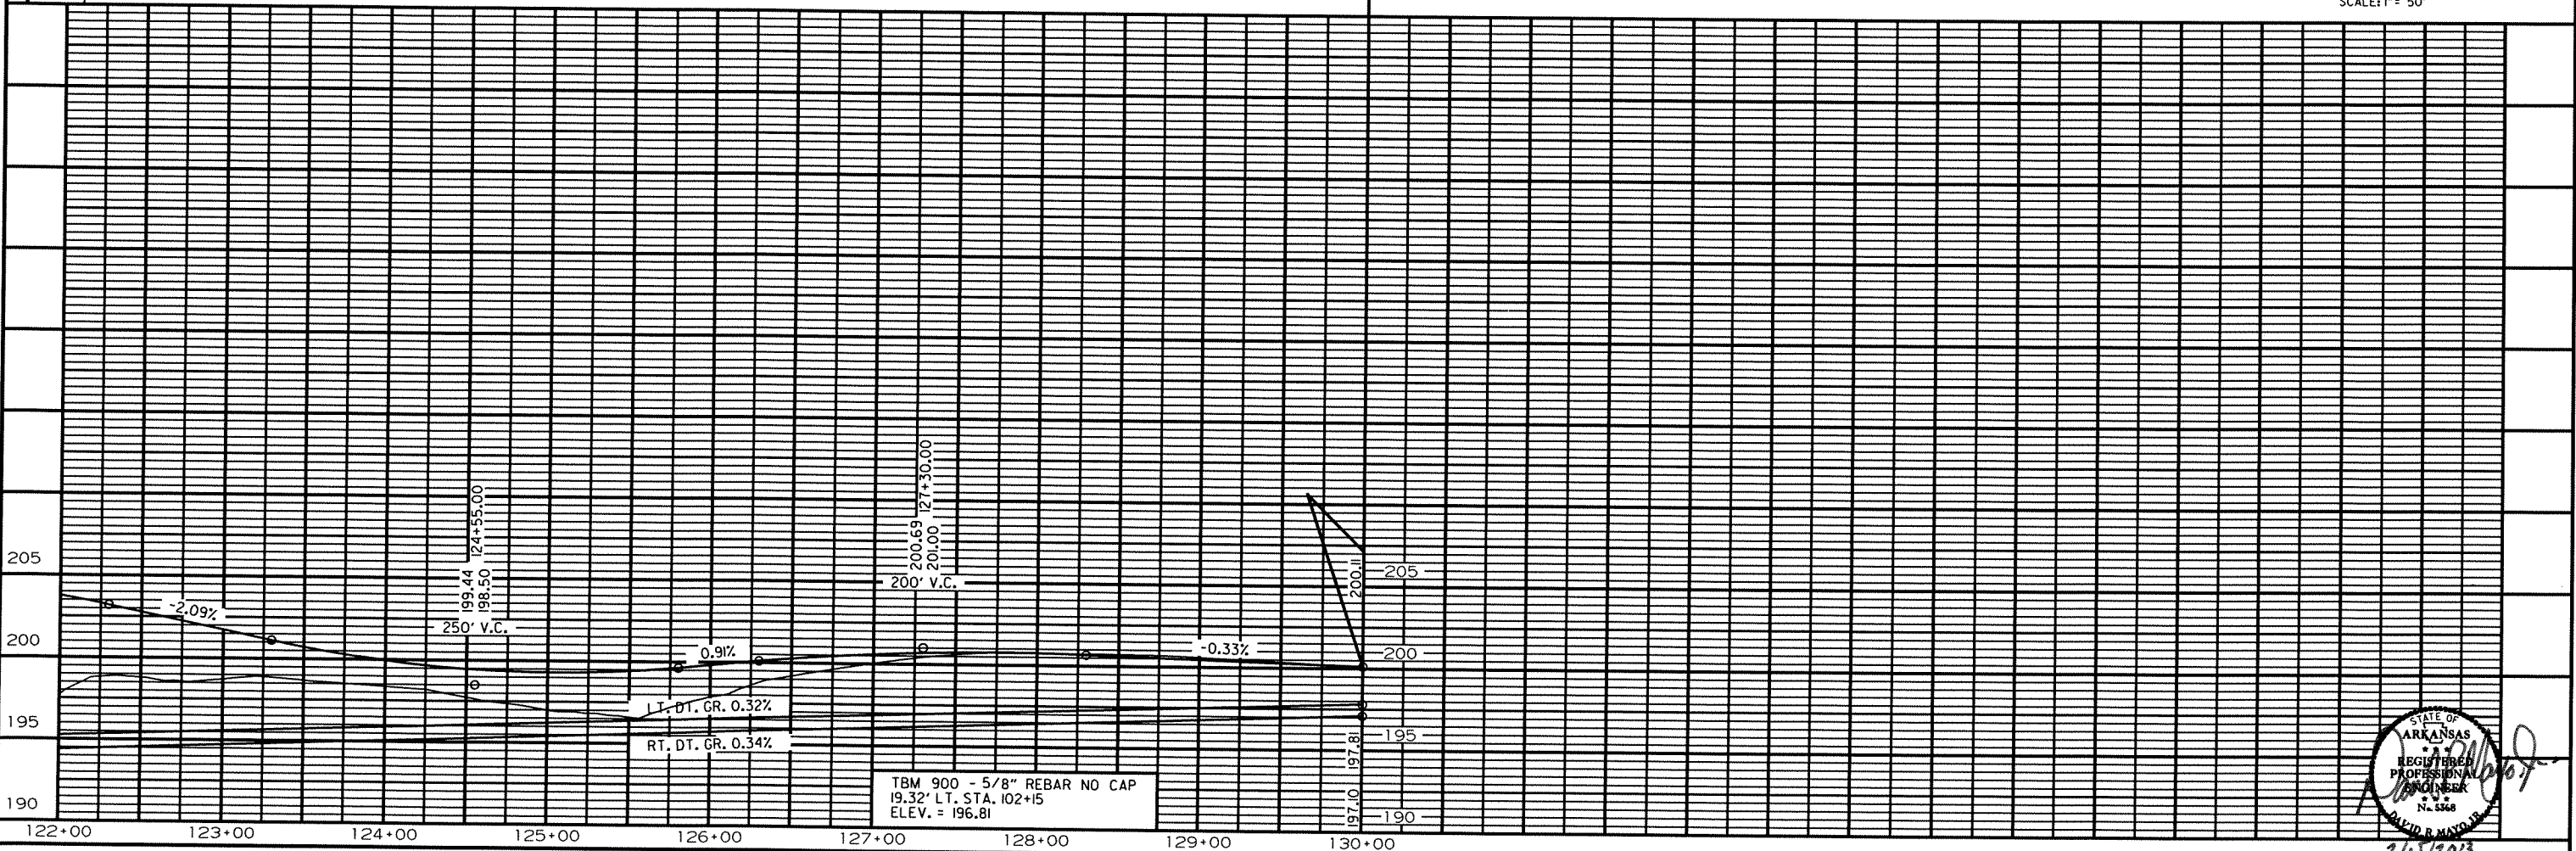 SCALE: 1" = 50'
124+55.00
199.44
198.50
250' V.C.
127+30.00
200.69
201.00
200' V.C.
-2.09%
0.91%
-0.33%
200.11
LT. DT. GR. 0.32%
RT. DT. GR. 0.34%
197.81
197.10
205
200
195
190
205
200
195
190
TBM 900 - 5/8" REBAR NO CAP
19.32' LT. STA. 102+15
ELEV. = 196.81
122+00 123+00 124+00 125+00 126+00 127+00 128+00 129+00 130+00
STATE OF
ARKANSAS
★ ★ ★
REGISTERED
PROFESSIONAL
ENGINEER
★ ★ ★
No. 5368
DAVID R. MAYO, JR.